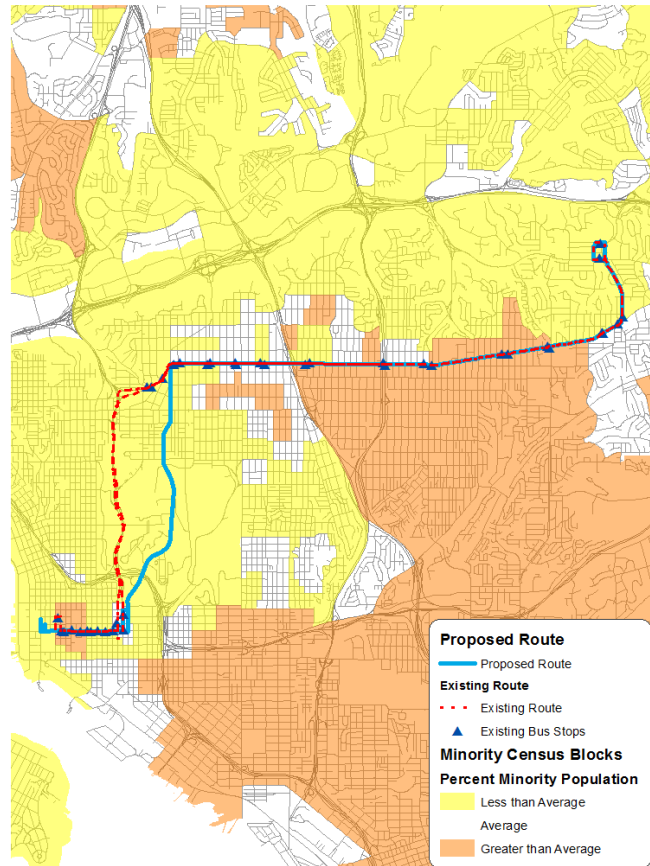 Proposed Route
Proposed Route
Existing Route
Existing Route
Existing Bus Stops
Minority Census Blocks
Percent Minority Population
Less than Average
Average
Greater than Average